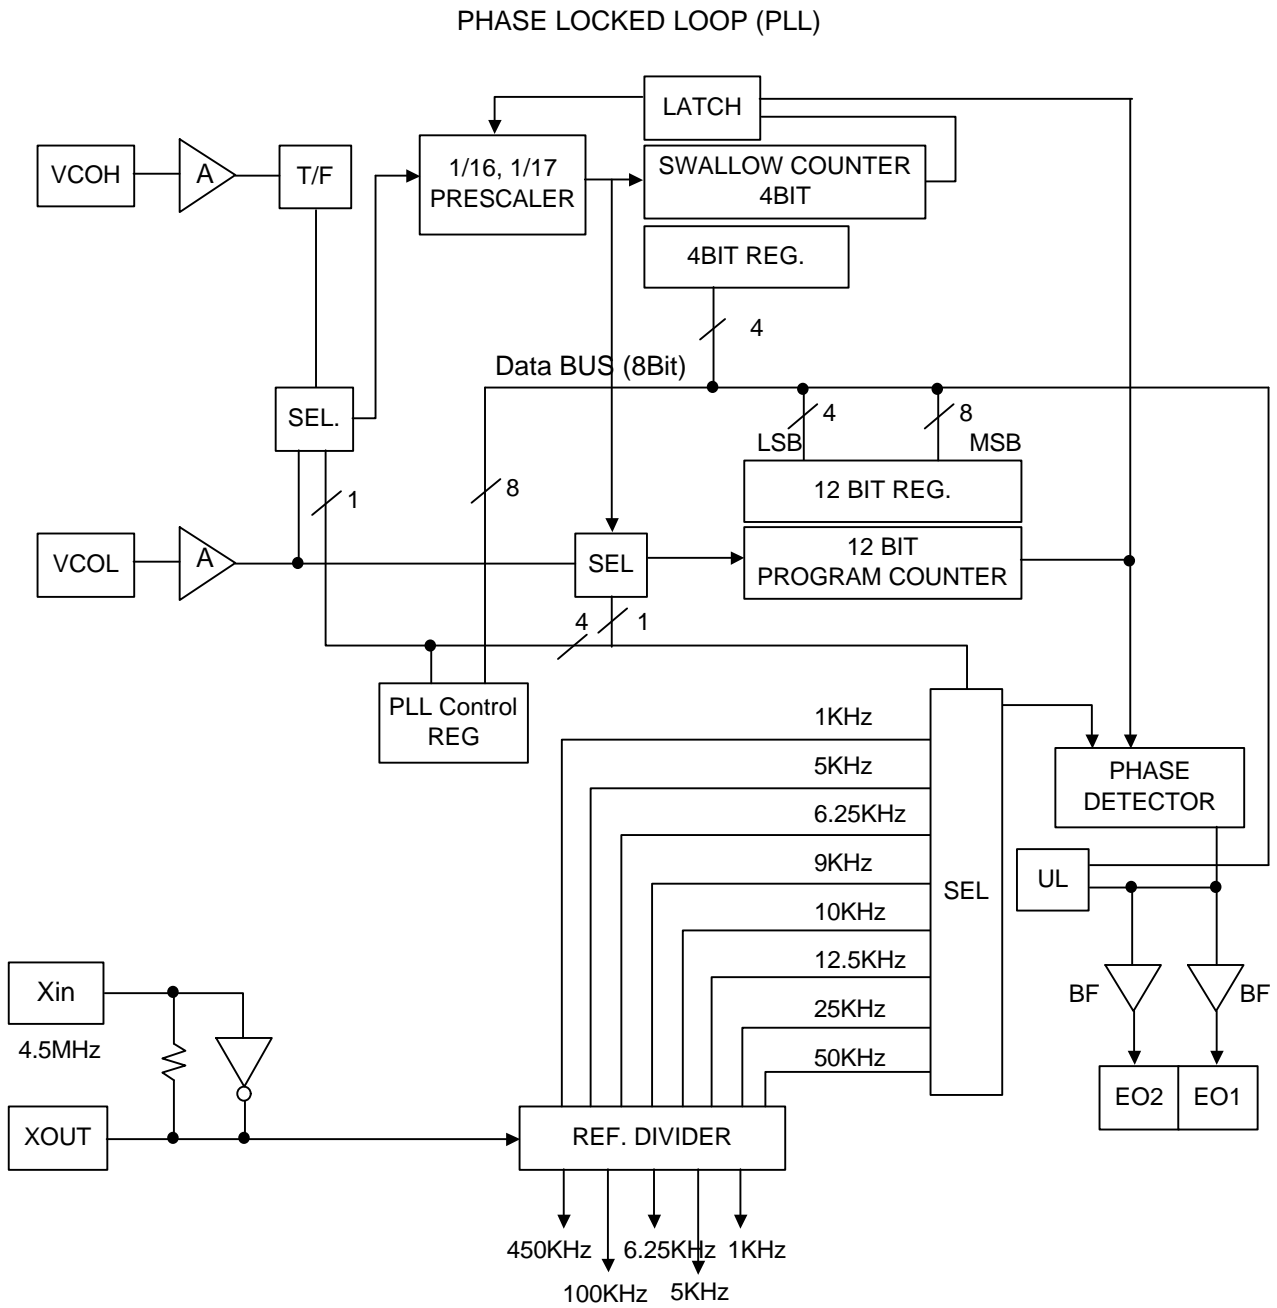 PHASE LOCKED LOOP (PLL)
LATCH
VCOH
A
T/F
1/16, 1/17
PRESCALER
SWALLOW COUNTER
4BIT
4BIT REG.
4
Data BUS (8Bit)
SEL.
4
8
LSB
MSB
1
8
12 BIT REG.
VCOL
A
SEL
12 BIT
PROGRAM COUNTER
4
1
PLL Control
REG
1KHz
5KHz
6.25KHz
9KHz
10KHz
12.5KHz
25KHz
50KHz
SEL
PHASE
DETECTOR
UL
BF
BF
EO2
EO1
Xin
4.5MHz
XOUT
REF. DIVIDER
450KHz
6.25KHz
1KHz
100KHz
5KHz